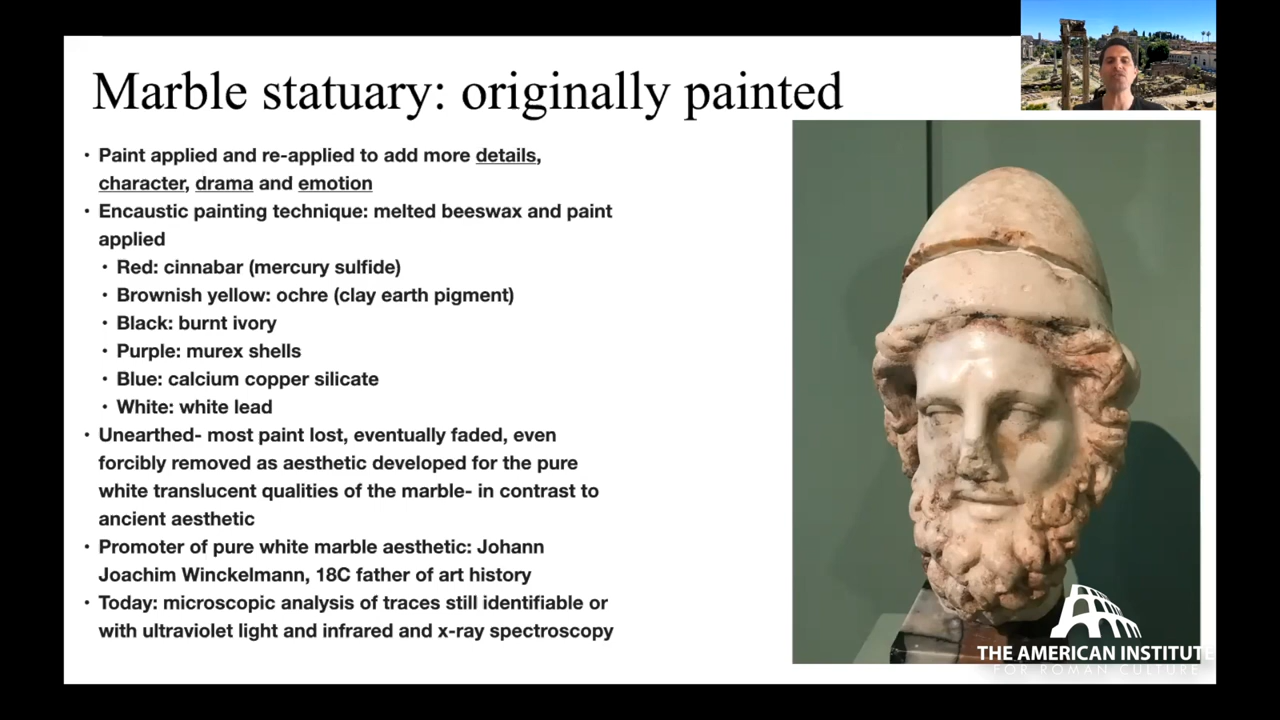 Marble statuary: originally painted
• Paint applied and re-applied to add more details,
character, drama and emotion
• Encaustic painting technique: melted beeswax and paint
applied
• Red: cinnabar (mercury sulfide)
• Brownish yellow: ochre (clay earth pigment)
• Black: burnt ivory
• Purple: murex shells
• Blue: calcium copper silicate
• White: white lead
• Unearthed- most paint lost, eventually faded, even
forcibly removed as aesthetic developed for the pure
white translucent qualities of the marble- in contrast to
ancient aesthetic
• Promoter of pure white marble aesthetic: Johann
Joachim Winckelmann, 18C father of art history
• Today: microscopic analysis of traces still identifiable or
with ultraviolet light and infrared and x-ray spectroscopy
THE AMERICAN INSTITUTE
FOR ROMAN CULTURE